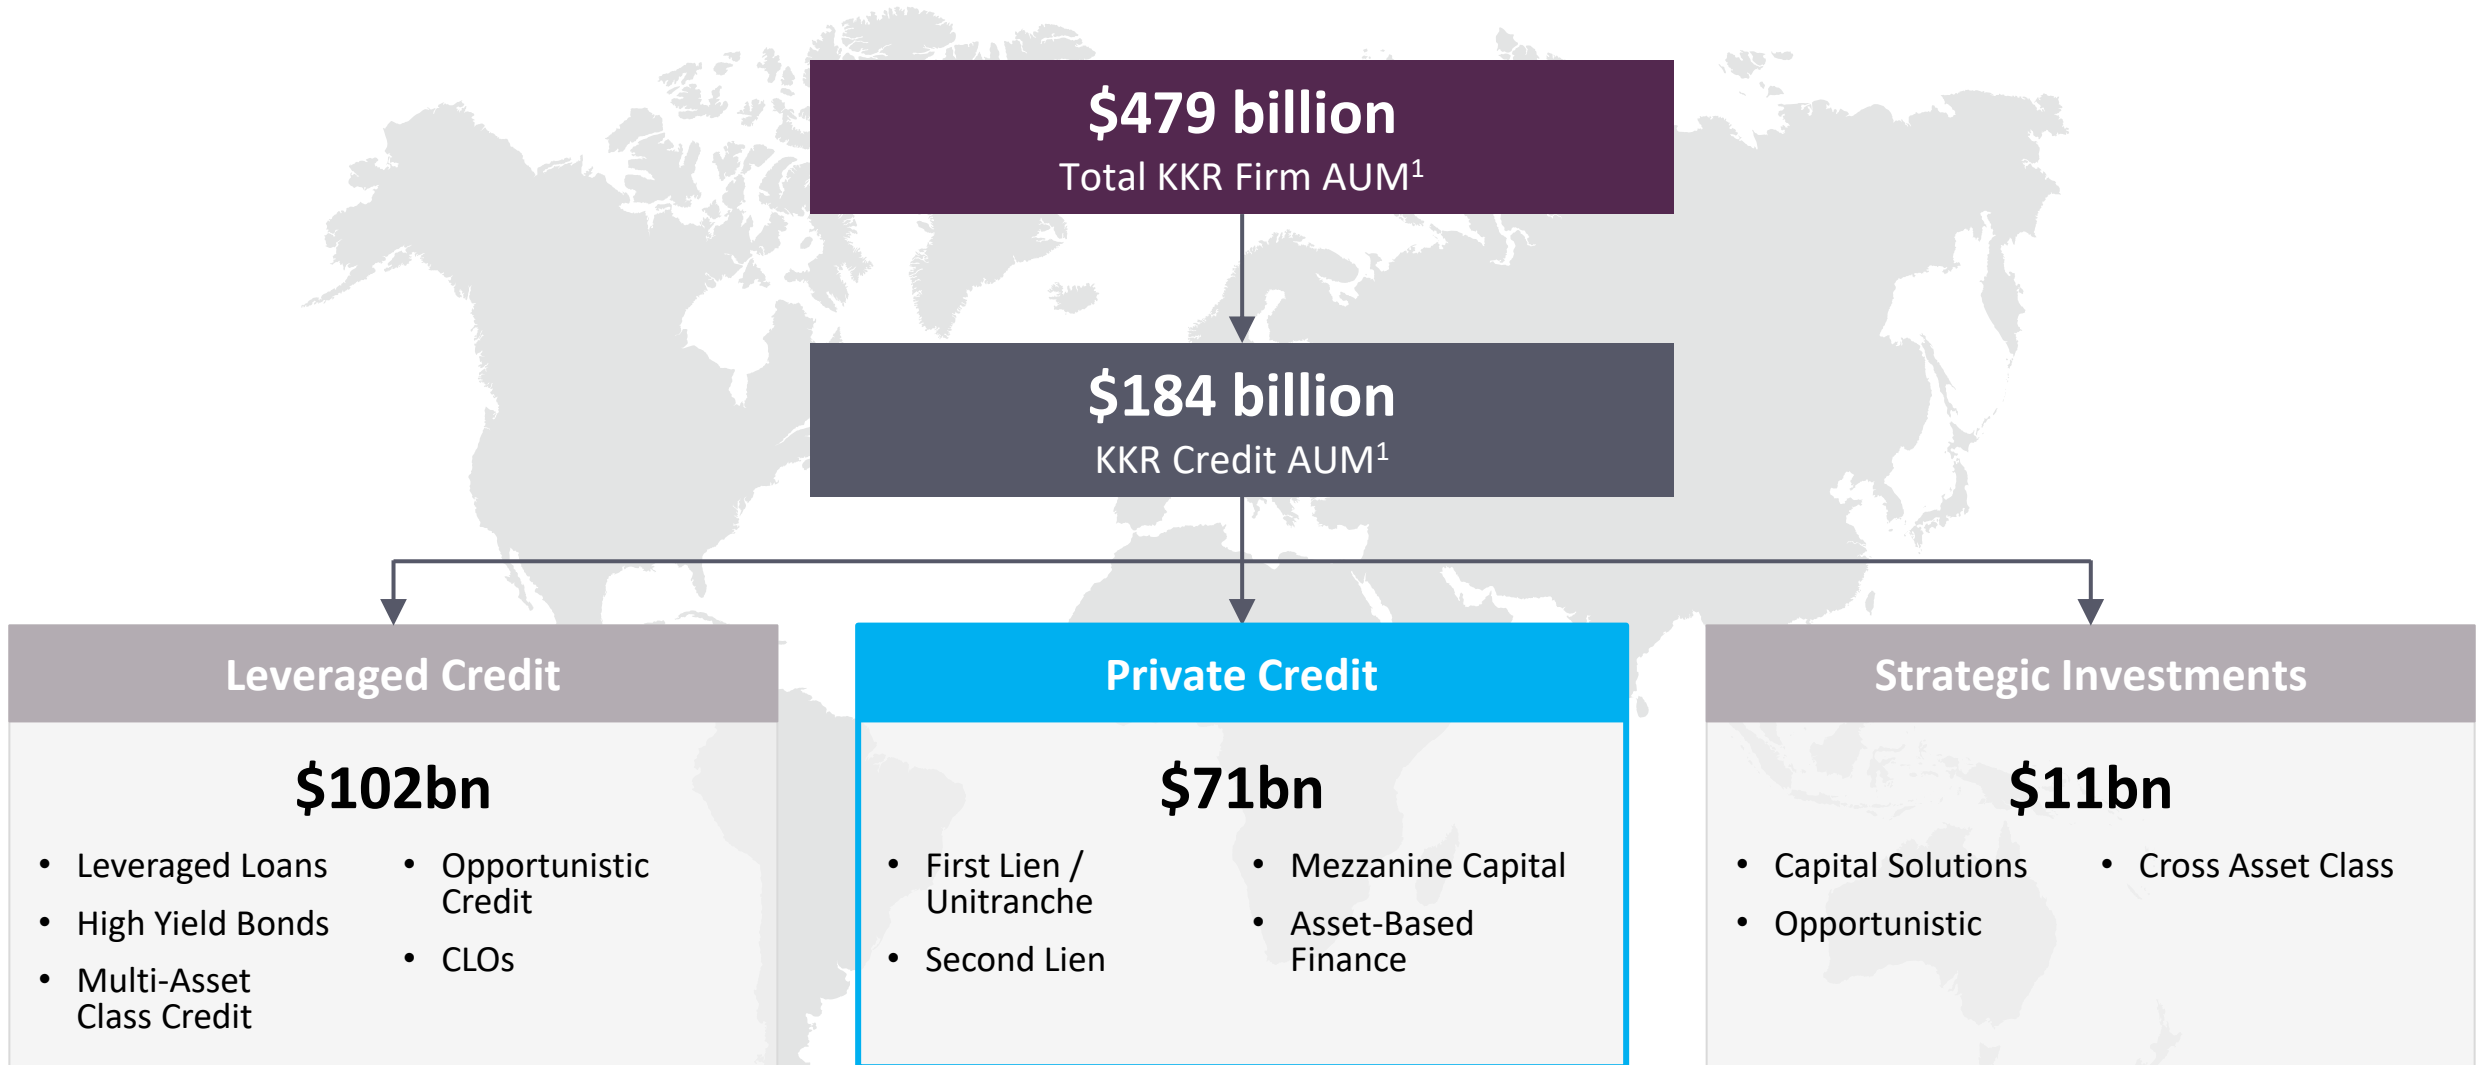 $479 billion
Total KKR Firm AUM¹
$184 billion
KKR Credit AUM¹
Leveraged Credit
$102bn
• Leveraged Loans
• High Yield Bonds
• Multi-Asset
Class Credit
• Opportunistic
Credit
• CLOs
Private Credit
$71bn
• First Lien /
Unitranche
• Second Lien
• Mezzanine Capital
• Asset-Based
Finance
Strategic Investments
$11bn
• Capital Solutions
• Opportunistic
• Cross Asset Class